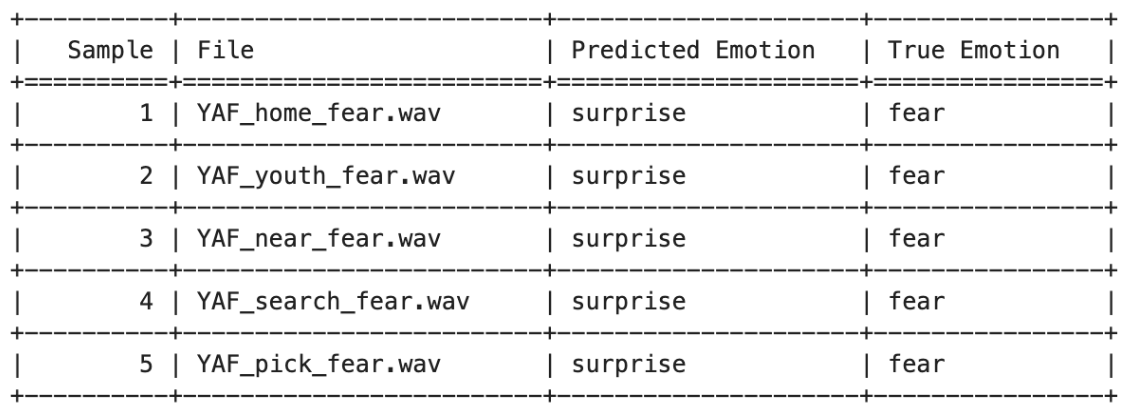 Sample | File | Predicted Emotion | True Emotion
1 | YAF_home_fear.wav | surprise | fear
2 | YAF_youth_fear.wav | surprise | fear
3 | YAF_near_fear.wav | surprise | fear
4 | YAF_search_fear.wav | surprise | fear
5 | YAF_pick_fear.wav | surprise | fear